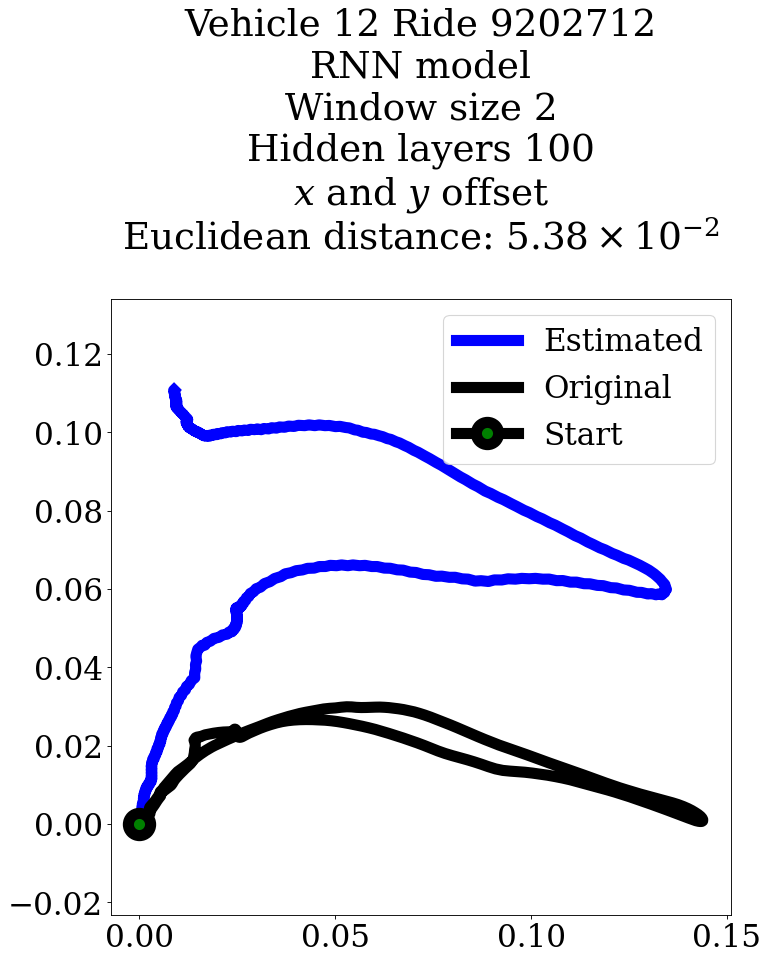 Vehicle 12 Ride 9202712
RNN model
Window size 2
Hidden layers 100
x and y offset
Euclidean distance: 5.38 × 10⁻²
Estimated
Original
Start
0.12
0.10
0.08
0.06
0.04
0.02
0.00
−0.02
0.00 0.05 0.10 0.15